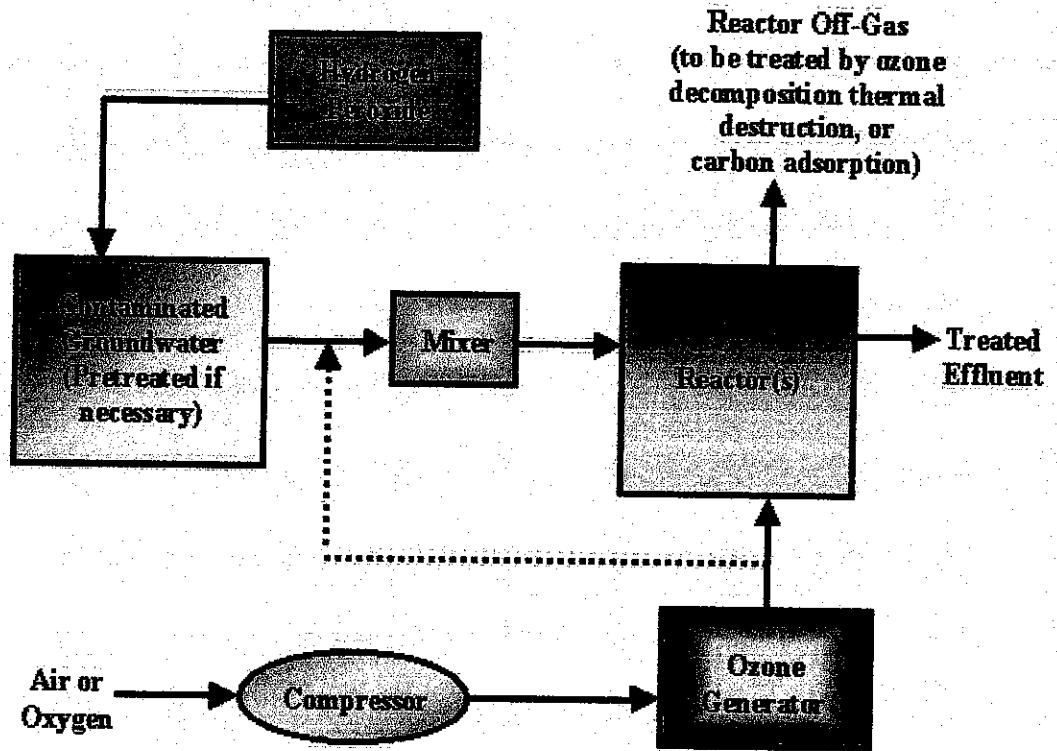 Reactor Off-Gas
(to be treated by ozone
decomposition thermal
destruction, or
carbon adsorption)
Hydrogen
Peroxide
Contaminated
Groundwater
(Pretreated if
necessary)
Mixer
Reactor(s)
Treated
Effluent
Air or
Oxygen
Compressor
Ozone
Generator